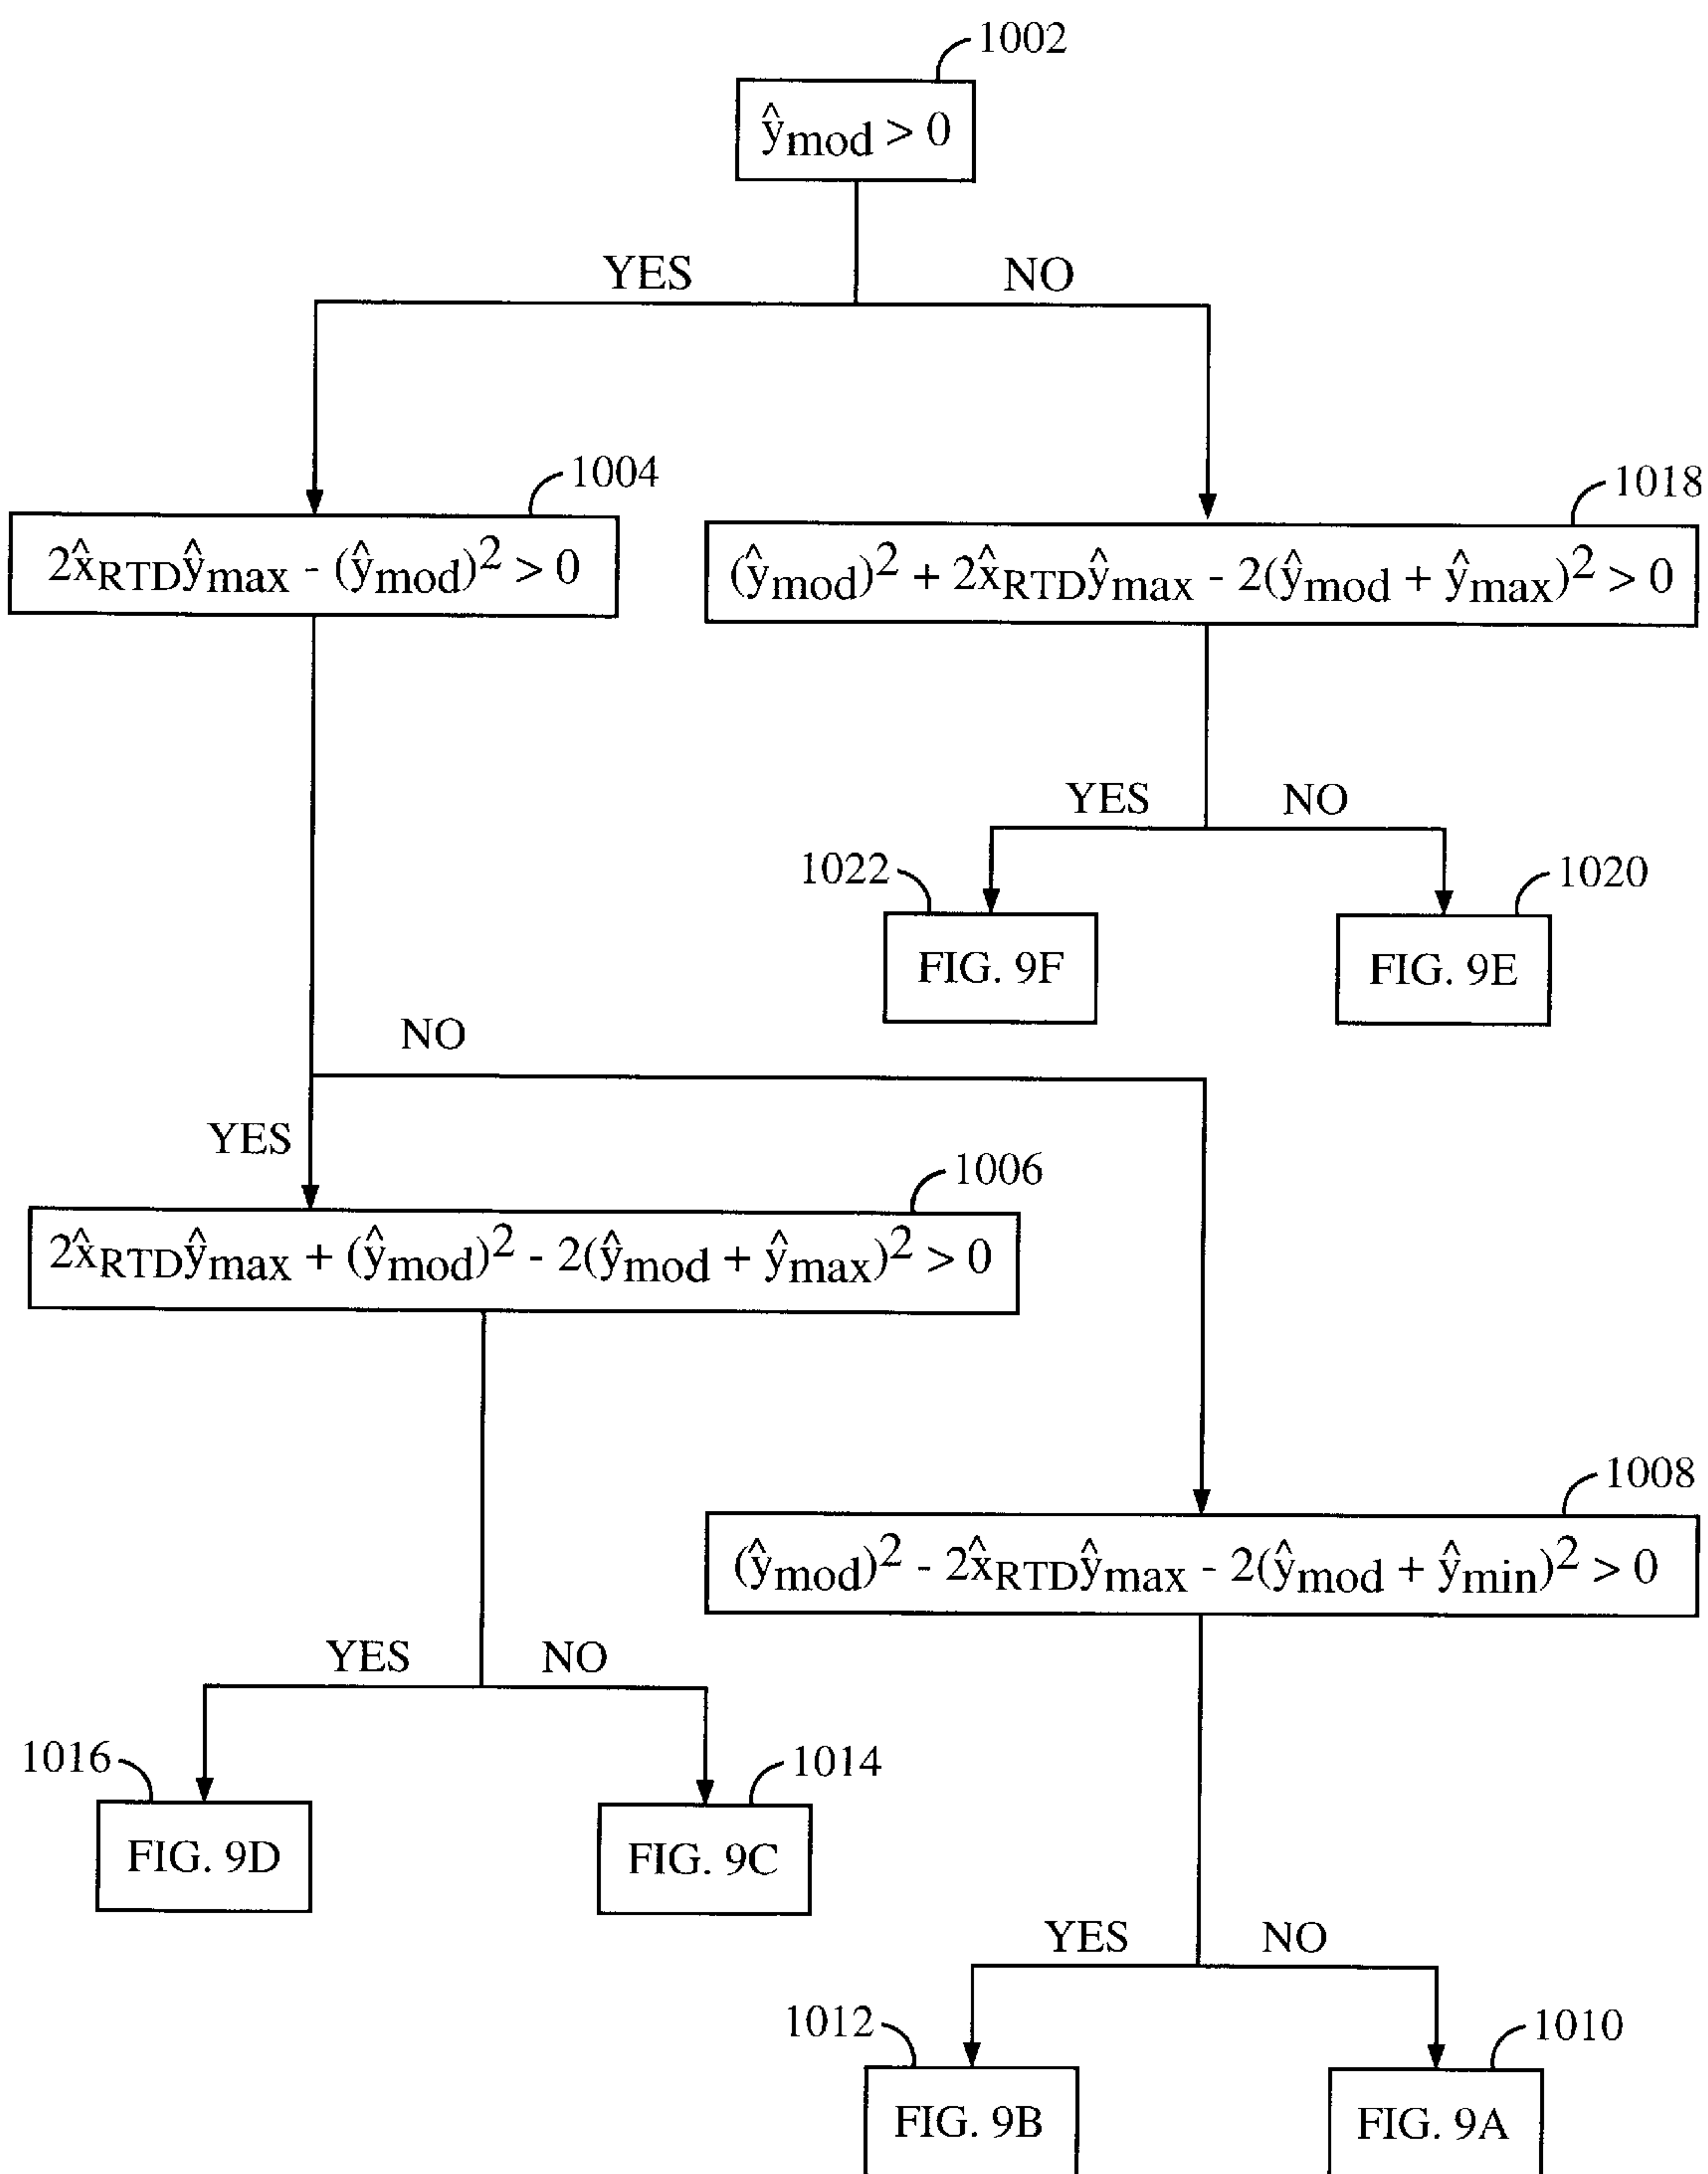 1002
ŷmod > 0
YES
NO
1004
2x̂RTDŷmax - (ŷmod)² > 0
1018
(ŷmod)² + 2x̂RTDŷmax - 2(ŷmod + ŷmax)² > 0
YES
NO
1022
FIG. 9F
1020
FIG. 9E
NO
YES
1006
2x̂RTDŷmax + (ŷmod)² - 2(ŷmod + ŷmax)² > 0
1008
(ŷmod)² - 2x̂RTDŷmax - 2(ŷmod + ŷmin)² > 0
YES
NO
1016
FIG. 9D
1014
FIG. 9C
YES
NO
1012
FIG. 9B
1010
FIG. 9A